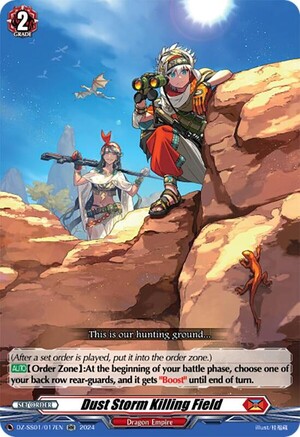 2
GRADE
This is our hunting ground...
(After a set order is played, put it into the order zone.)
AUTO [Order Zone]:At the beginning of your battle phase, choose one of
your back row rear-guards, and it gets "Boost" until end of turn.
SET ORDER
Dust Storm Killing Field
Dragon Empire
DZ-SS01/017EN 2024